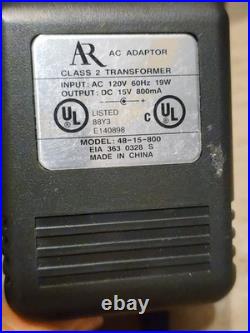 AR AC ADAPTOR
CLASS 2 TRANSFORMER
INPUT: AC 120V 60Hz 19W
OUTPUT: DC 15V 800mA
UL LISTED C UL
88Y3
E140898
MODEL: 48-15-800
EIA 363 0328 S
MADE IN CHINA